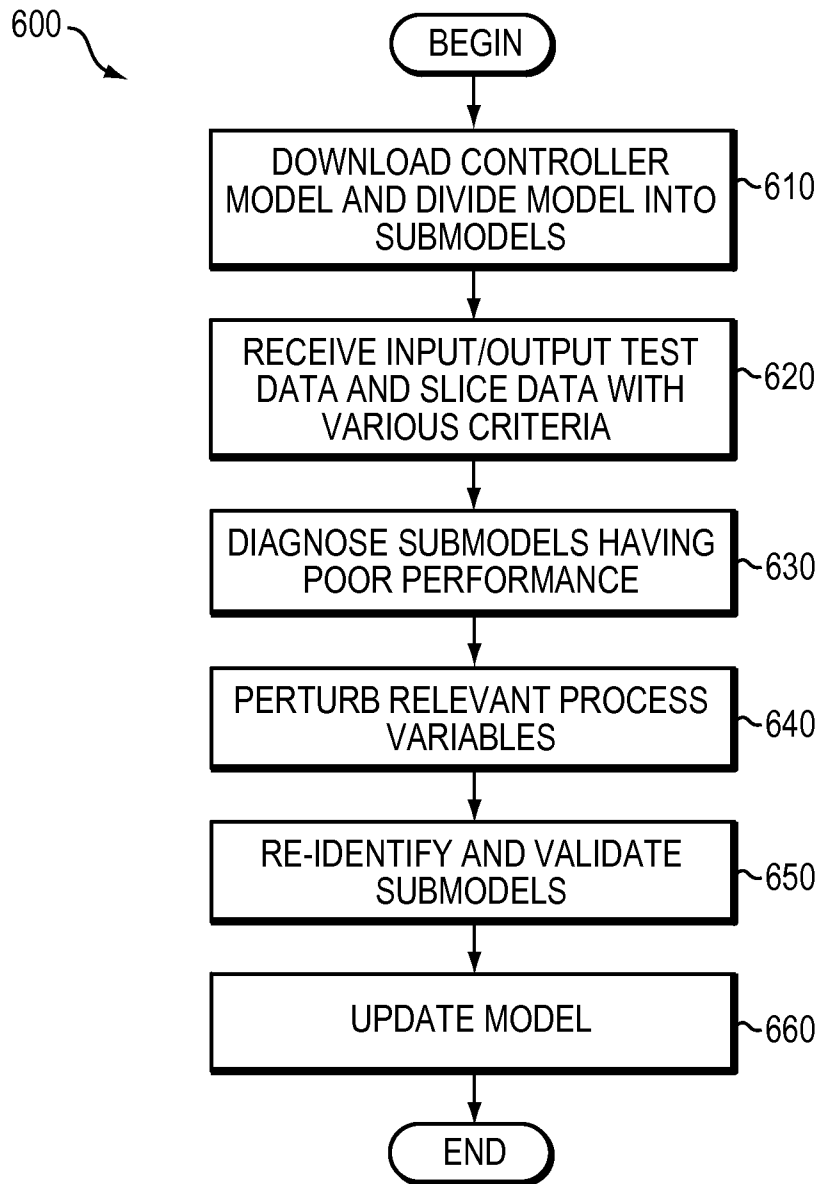 600
BEGIN
DOWNLOAD CONTROLLER
MODEL AND DIVIDE MODEL INTO
SUBMODELS
610
RECEIVE INPUT/OUTPUT TEST
DATA AND SLICE DATA WITH
VARIOUS CRITERIA
620
DIAGNOSE SUBMODELS HAVING
POOR PERFORMANCE
630
PERTURB RELEVANT PROCESS
VARIABLES
640
RE-IDENTIFY AND VALIDATE
SUBMODELS
650
UPDATE MODEL
660
END